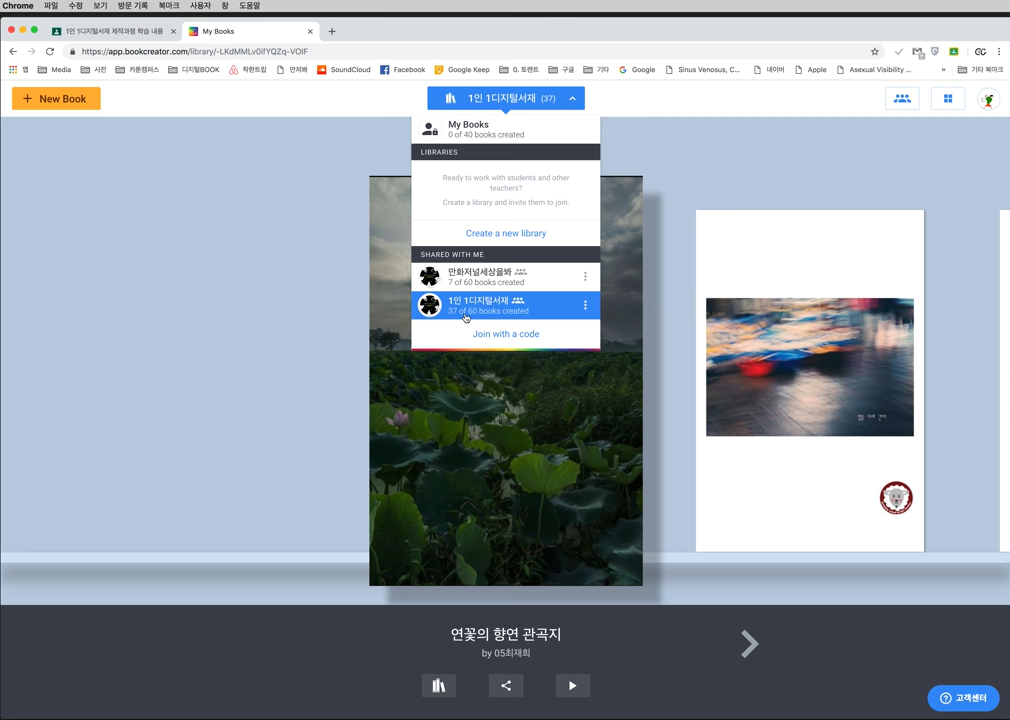 Chrome 파일 수정 보기 방문 기록 북마크 사용자 창 도움말
1인 1디지털서재 제작과정 학습 내용 My Books
https://app.bookcreator.com/library/-LKdMMLv0ifYQZq-VOIF
앱 Media 사전 카툰캠퍼스 디지털BOOK 착한트립 만저봐 SoundCloud Facebook Google Keep 0. 토렌트 구글 기타 Google Sinus Venosus, C... 네이버 Apple Asexual Visibility ... » 기타 북마크
+ New Book
1인 1디지털서재 (37)
My Books
0 of 40 books created
LIBRARIES
Ready to work with students and other
teachers?
Create a library and invite them to join.
Create a new library
SHARED WITH ME
만화저널세상을봐
7 of 60 books created
1인 1디지털서재
37 of 60 books created
Join with a code
연꽃의 향연 관곡지
by 05최재희
고객센터